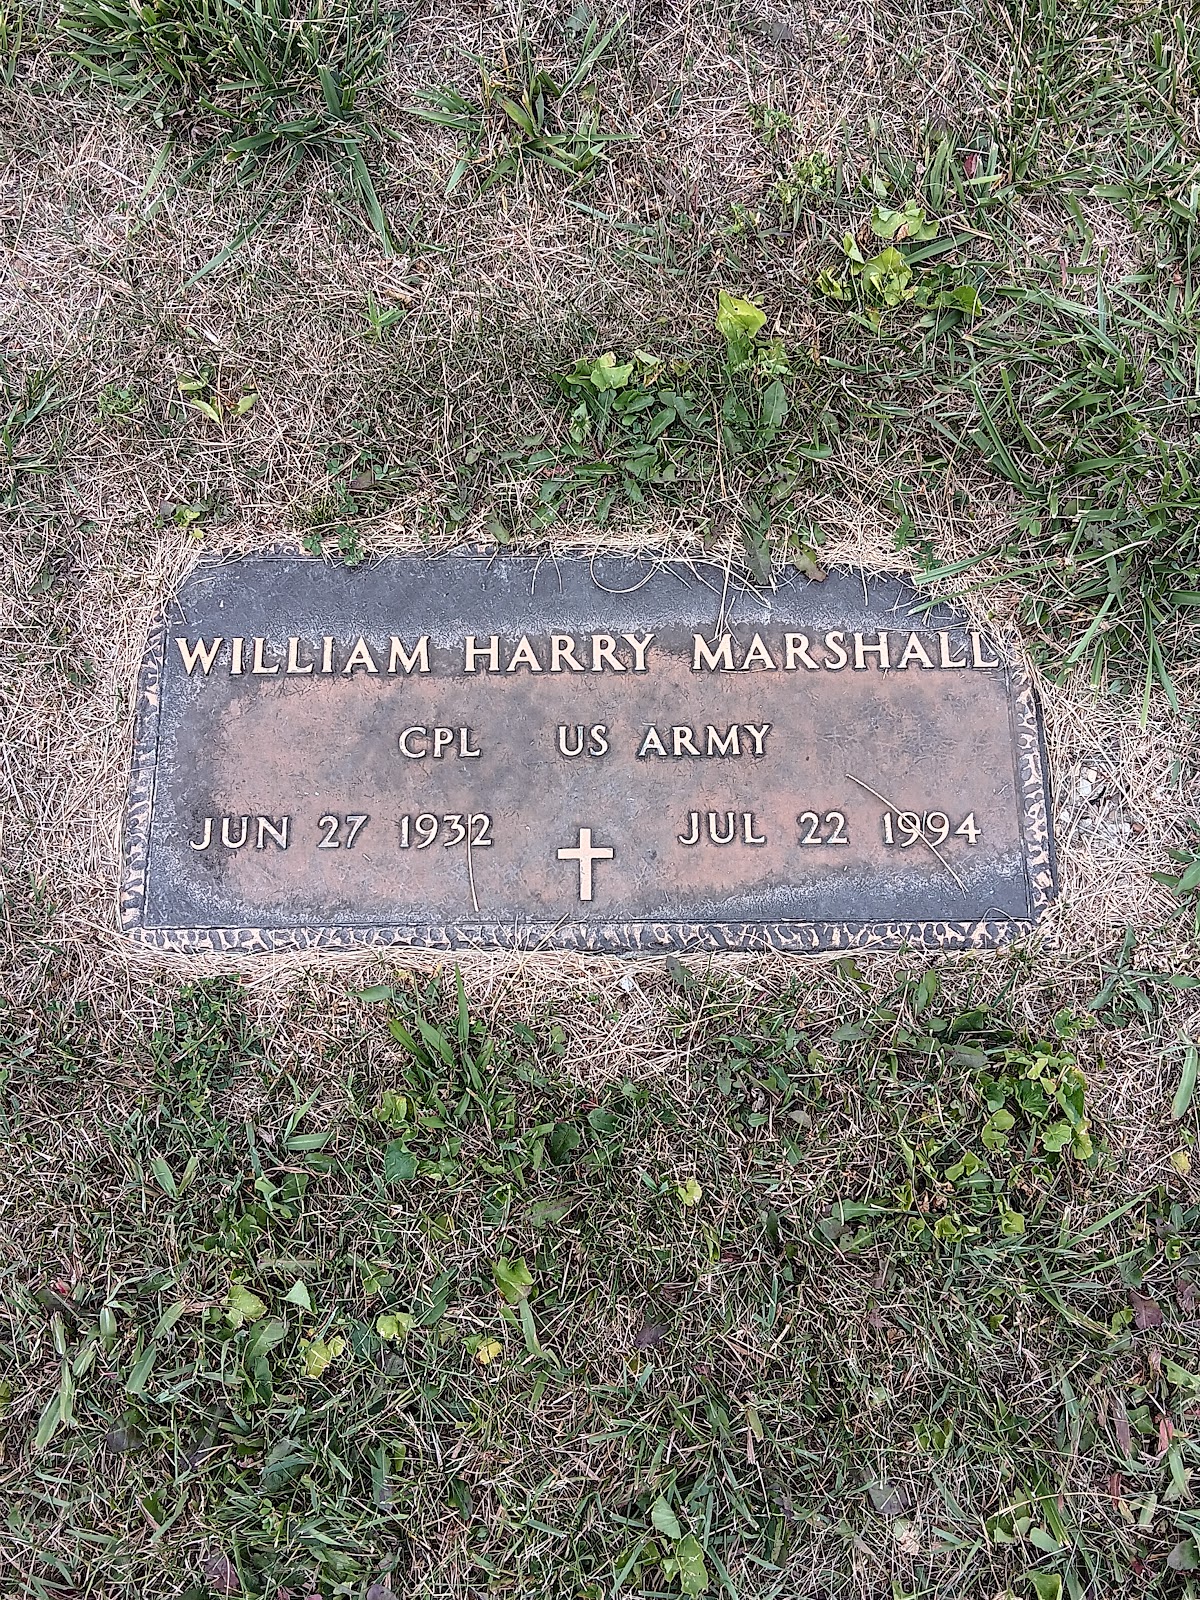 WILLIAM HARRY MARSHALL
CPL US ARMY
JUN 27 1932 JUL 22 1994